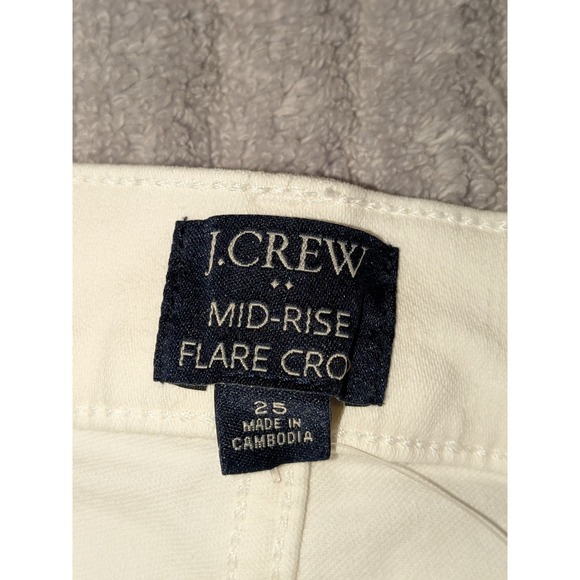 J.CREW
MID-RISE
FLARE CRO
25
MADE IN
CAMBODIA